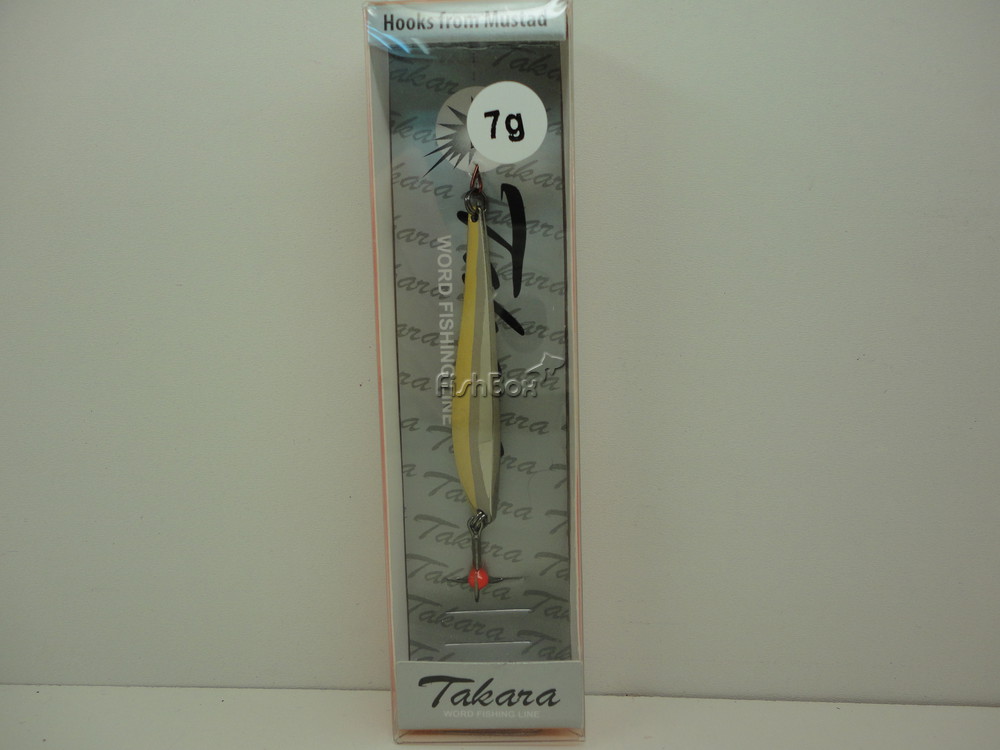 Hooks from Mustad
7g
WORD FISHING LINE
FishBox
Takara
WORD FISHING LINE